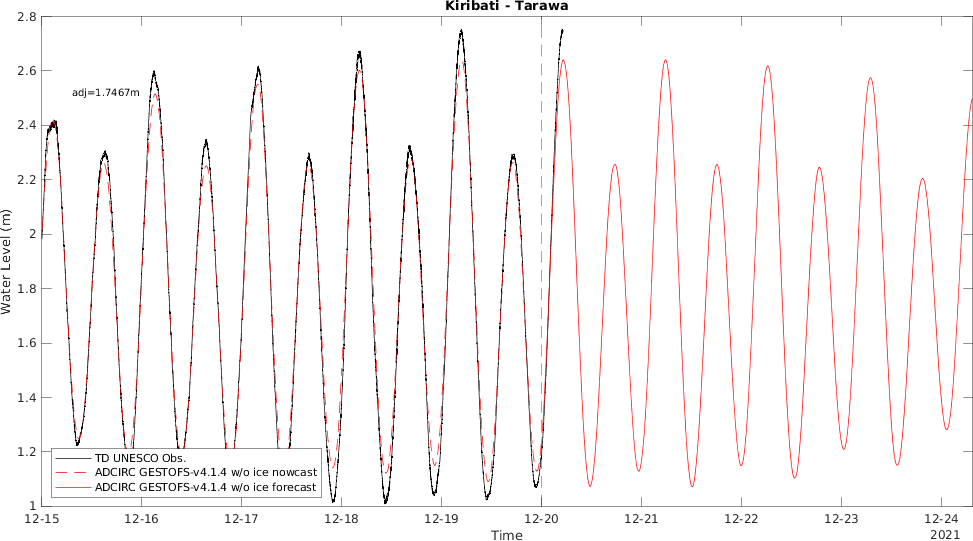 Kiribati - Tarawa
2.8
2.6
adj=1.7467m
2.4
2.2
2
1.8
1.6
1.4
1.2
1
Water Level (m)
TD UNESCO Obs.
ADCIRC GESTOFS-v4.1.4 w/o ice nowcast
ADCIRC GESTOFS-v4.1.4 w/o ice forecast
12-15 12-16 12-17 12-18 12-19 12-20 12-21 12-22 12-23 12-24
Time
2021